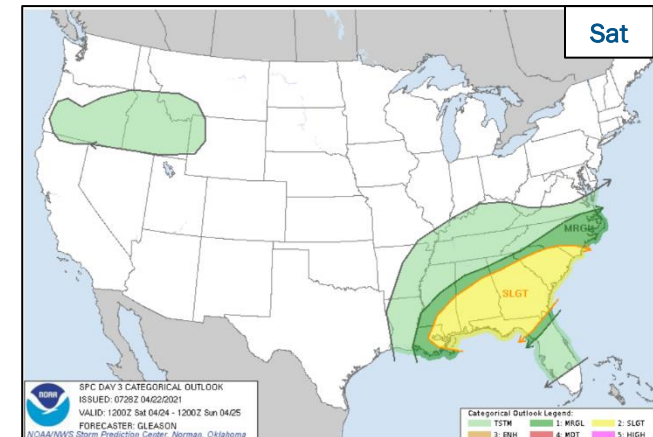 Sat
MRGL
SLGT
NOAA
SPC DAY 3 CATEGORICAL OUTLOOK
ISSUED: 0728Z 04/22/2021
VALID: 1200Z Sat 04/24 - 1200Z Sun 04/25
FORECASTER: GLEASON
NOAA/NWS Storm Prediction Center, Norman, Oklahoma
Categorical Outlook Legend:
TSTM 1: MRGL 2: SLGT
3: ENH 4: MDT 5: HIGH